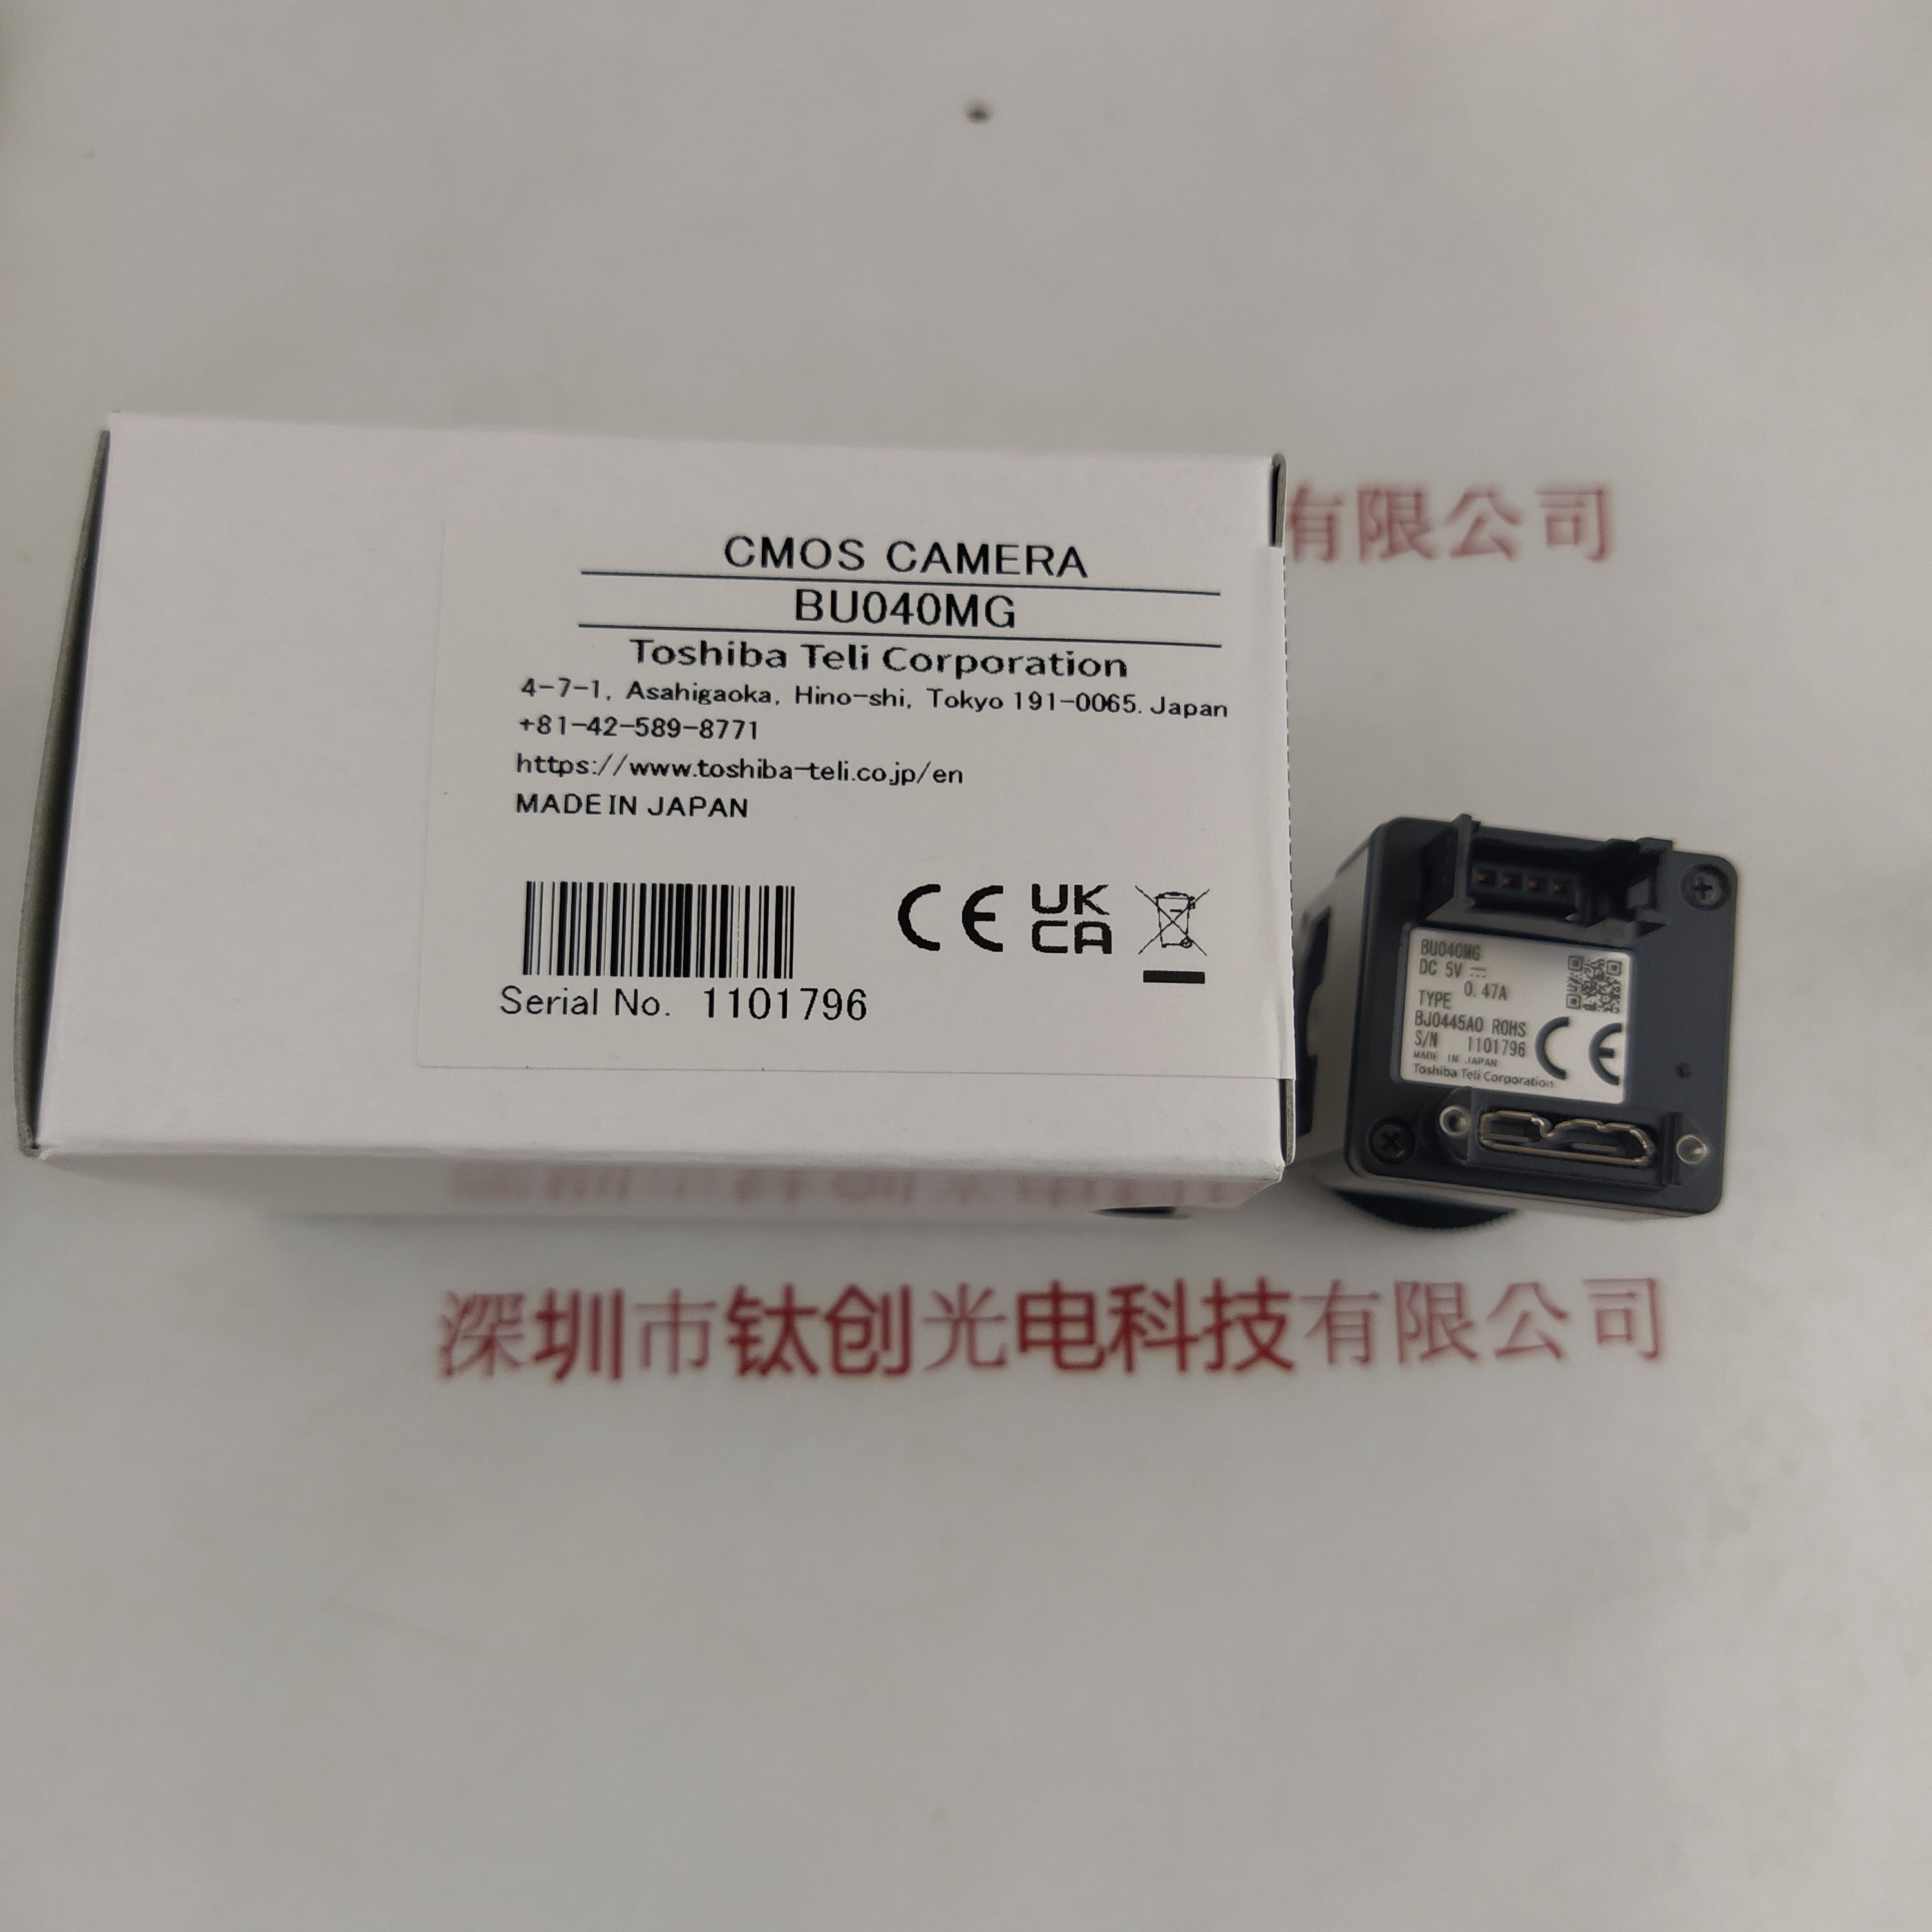 有限公司
CMOS CAMERA
BU040MG
Toshiba Teli Corporation
4-7-1, Asahigaoka, Hino-shi, Tokyo 191-0065. Japan
+81-42-589-8771
https://www.toshiba-teli.co.jp/en
MADE IN JAPAN
CE UK CA
Serial No. 1101796
BU040MG
DC 5V
0.47A
TYPE
BJ0445A0 ROHS
S/N 1101796
CE
MADE IN JAPAN
Toshiba Teli Corporation
深圳市钛创光电科技有限公司